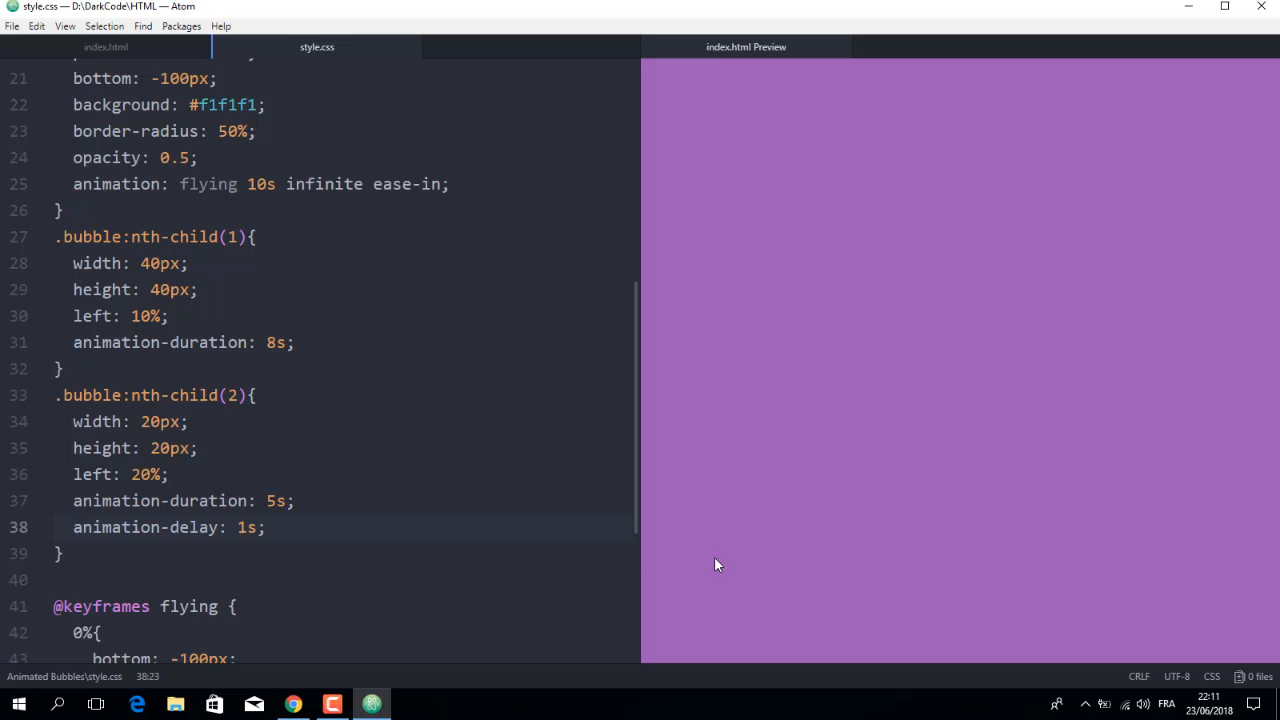 style.css — D:\DarkCode\HTML — Atom
File Edit View Selection Find Packages Help
index.html style.css index.html Preview
21 bottom: -100px;
22 background: #f1f1f1;
23 border-radius: 50%;
24 opacity: 0.5;
25 animation: flying 10s infinite ease-in;
26 }
27 .bubble:nth-child(1){
28 width: 40px;
29 height: 40px;
30 left: 10%;
31 animation-duration: 8s;
32 }
33 .bubble:nth-child(2){
34 width: 20px;
35 height: 20px;
36 left: 20%;
37 animation-duration: 5s;
38 animation-delay: 1s;
39 }
40
41 @keyframes flying {
42 0%{
43 bottom: -100px;
Animated Bubbles\style.css 38:23 CRLF UTF-8 CSS 0 files
FRA 22:11
23/06/2018